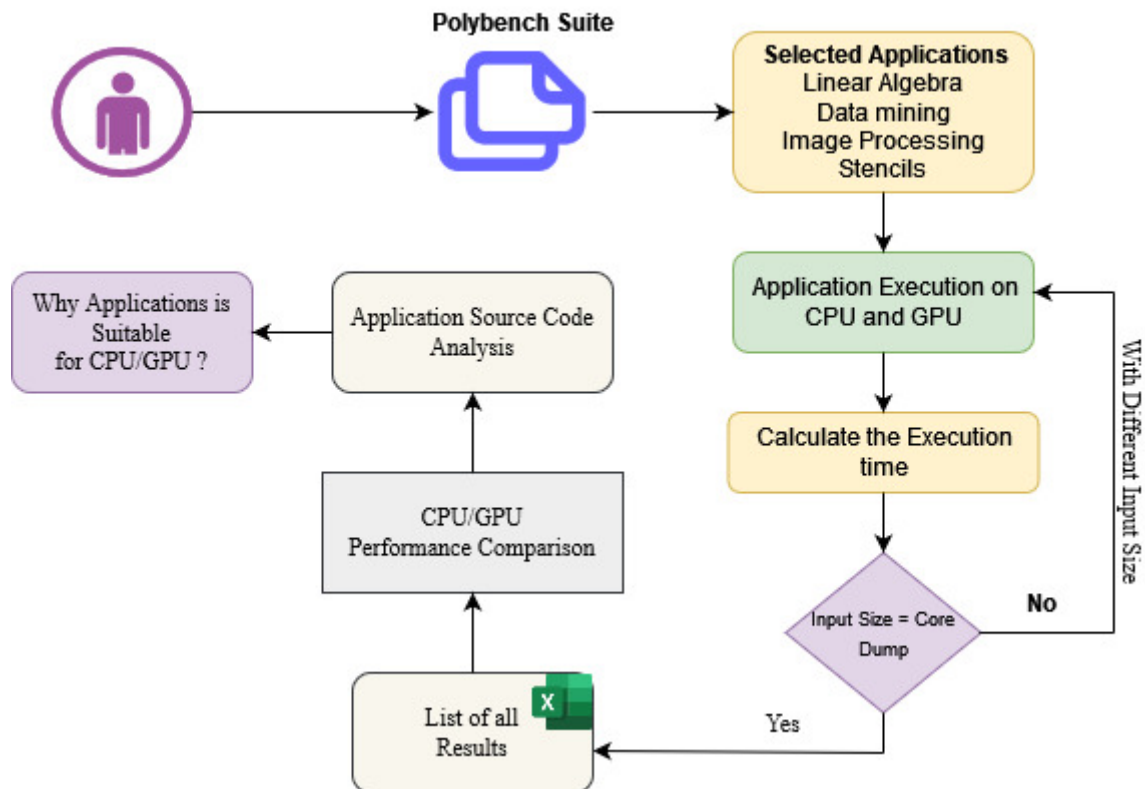 Polybench Suite
Selected Applications
Linear Algebra
Data mining
Image Processing
Stencils
Application Execution on
CPU and GPU
With Different Input Size
Calculate the Execution
time
Input Size = Core
Dump
No
Yes
List of all
Results
X
CPU/GPU
Performance Comparison
Application Source Code
Analysis
Why Applications is
Suitable
for CPU/GPU ?